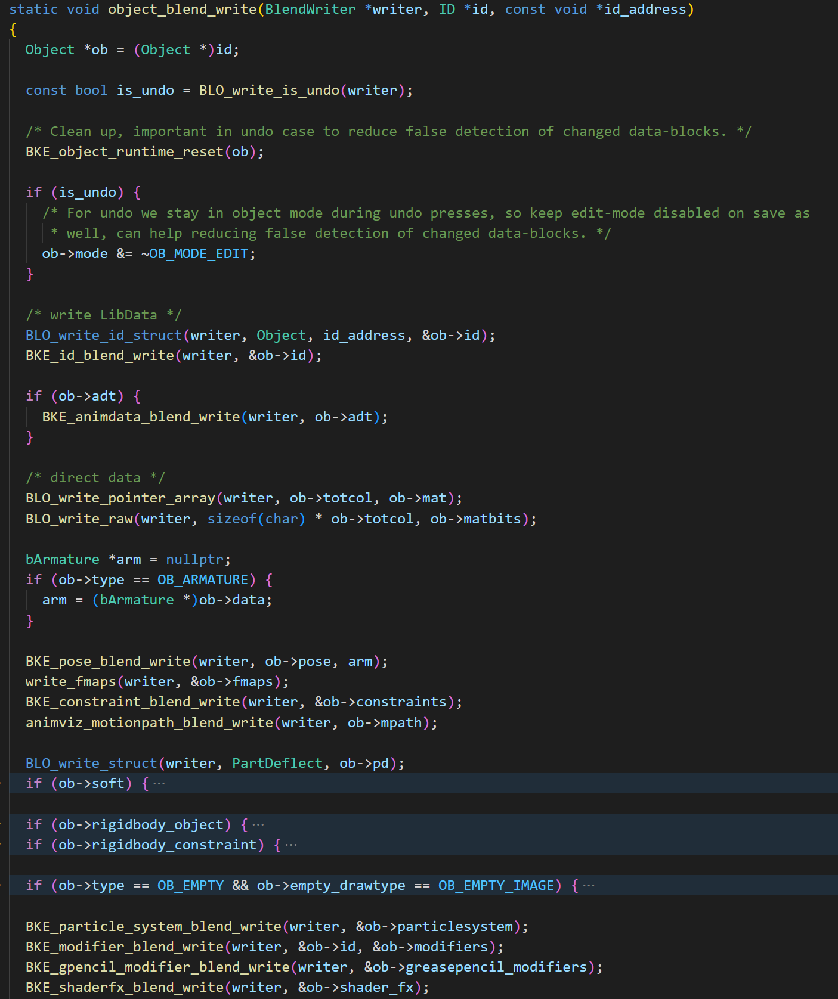 static void object_blend_write(BlendWriter *writer, ID *id, const void *id_address)
{
Object *ob = (Object *)id;
const bool is_undo = BLO_write_is_undo(writer);
/* Clean up, important in undo case to reduce false detection of changed data-blocks. */
BKE_object_runtime_reset(ob);
if (is_undo) {
/* For undo we stay in object mode during undo presses, so keep edit-mode disabled on save as
* well, can help reducing false detection of changed data-blocks. */
ob->mode &= ~OB_MODE_EDIT;
}
/* write LibData */
BLO_write_id_struct(writer, Object, id_address, &ob->id);
BKE_id_blend_write(writer, &ob->id);
if (ob->adt) {
BKE_animdata_blend_write(writer, ob->adt);
}
/* direct data */
BLO_write_pointer_array(writer, ob->totcol, ob->mat);
BLO_write_raw(writer, sizeof(char) * ob->totcol, ob->matbits);
bArmature *arm = nullptr;
if (ob->type == OB_ARMATURE) {
arm = (bArmature *)ob->data;
}
BKE_pose_blend_write(writer, ob->pose, arm);
write_fmaps(writer, &ob->fmaps);
BKE_constraint_blend_write(writer, &ob->constraints);
animviz_motionpath_blend_write(writer, ob->mpath);
BLO_write_struct(writer, PartDeflect, ob->pd);
if (ob->soft) {···
if (ob->rigidbody_object) {···
if (ob->rigidbody_constraint) {···
if (ob->type == OB_EMPTY && ob->empty_drawtype == OB_EMPTY_IMAGE) {···
BKE_particle_system_blend_write(writer, &ob->particlesystem);
BKE_modifier_blend_write(writer, &ob->id, &ob->modifiers);
BKE_gpencil_modifier_blend_write(writer, &ob->greasepencil_modifiers);
BKE_shaderfx_blend_write(writer, &ob->shader_fx);